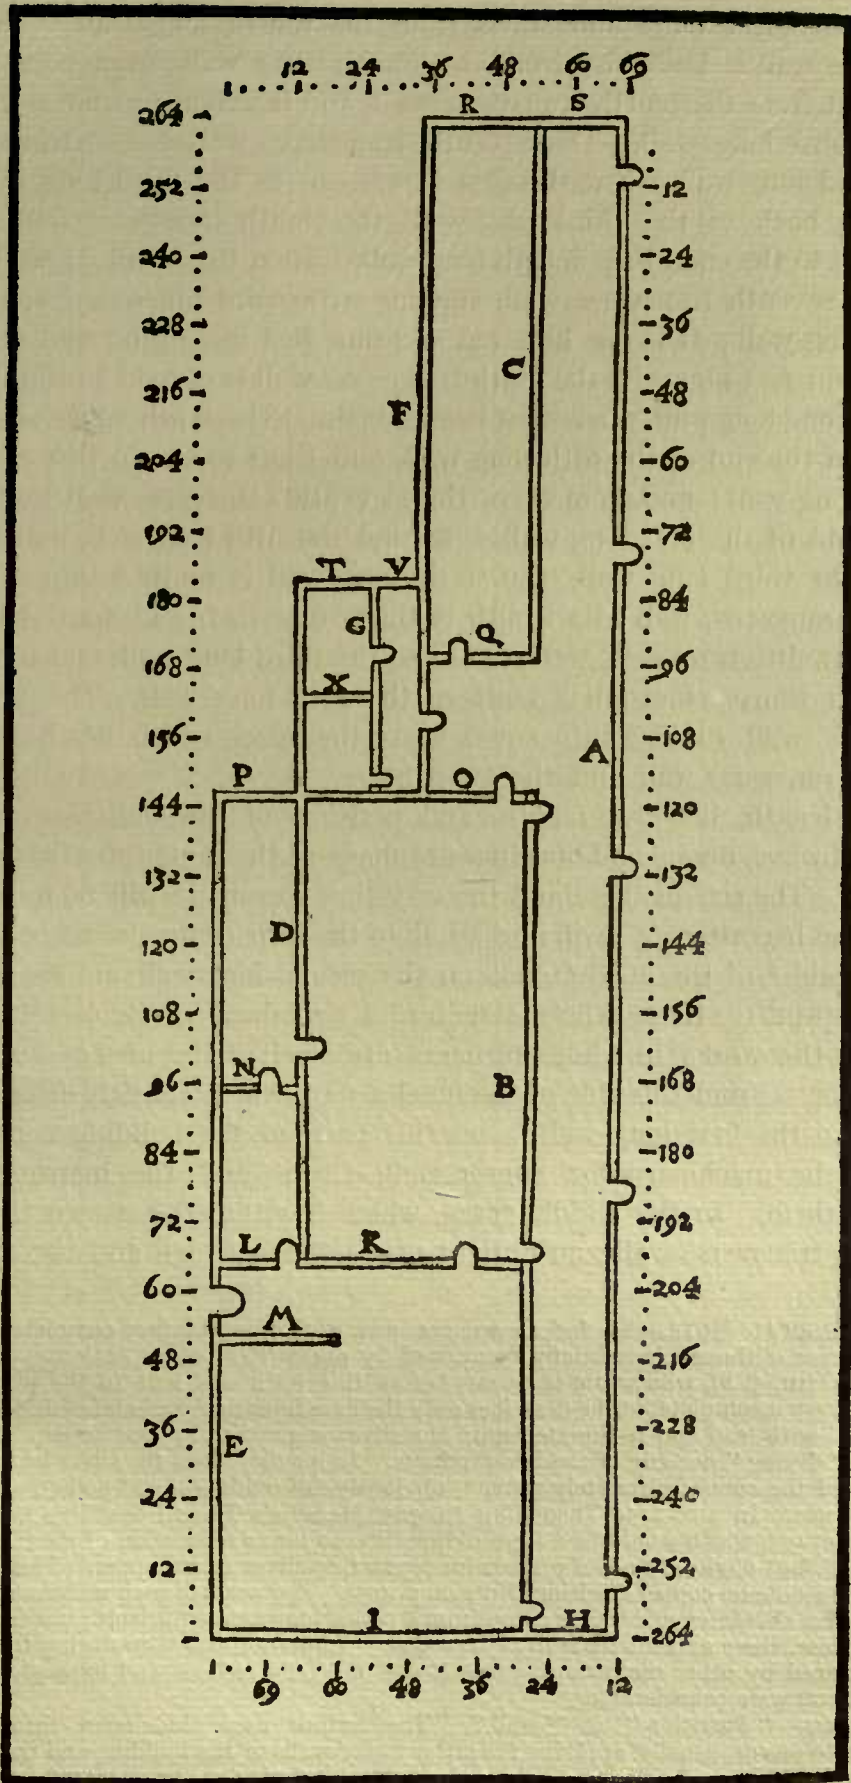 12 24 36 48 60 69
R S
264
252 12
240 24
228 36
C
216 48
F
204 60
192 72
T V
180 84
G Q
168 96
X
156 108
A
P O
144 120
132 132
D
120 144
108 156
N B
96 168
84 180
72 192
L K
60 204
M
48 216
36 228
E
24 240
12 252
I H
264
69 60 48 36 24 12